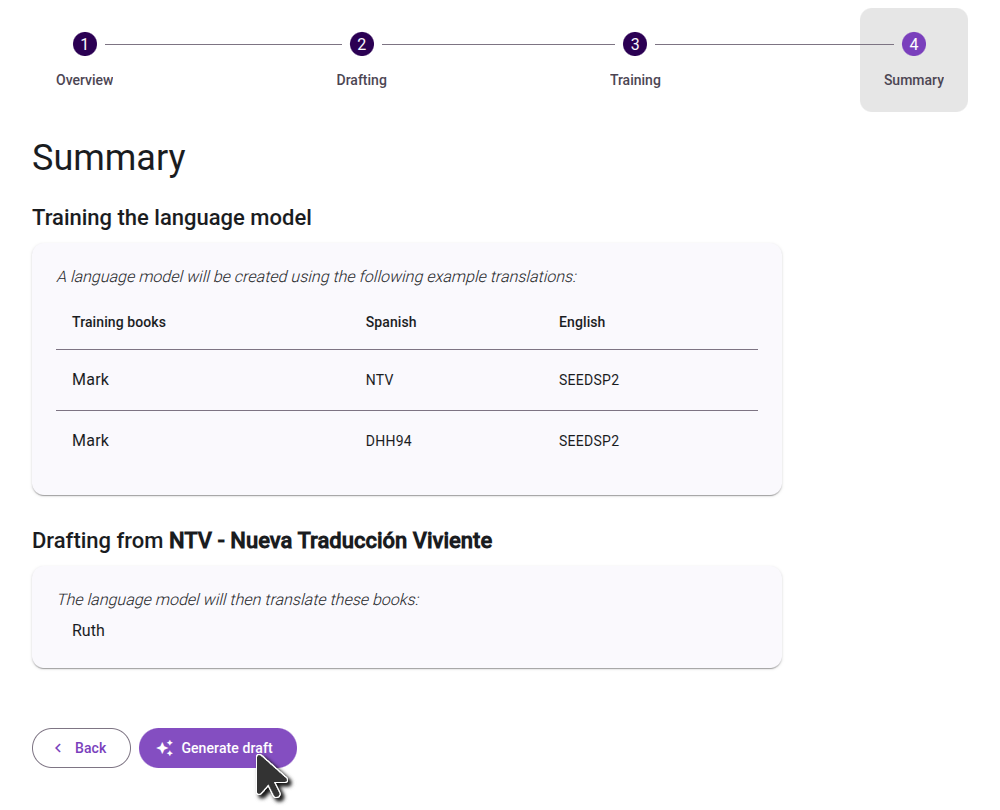 1 2 3 4
Overview Drafting Training Summary
Summary
Training the language model
A language model will be created using the following example translations:
Training books Spanish English
Mark NTV SEEDSP2
Mark DHH94 SEEDSP2
Drafting from NTV - Nueva Traducción Viviente
The language model will then translate these books:
Ruth
Back Generate draft